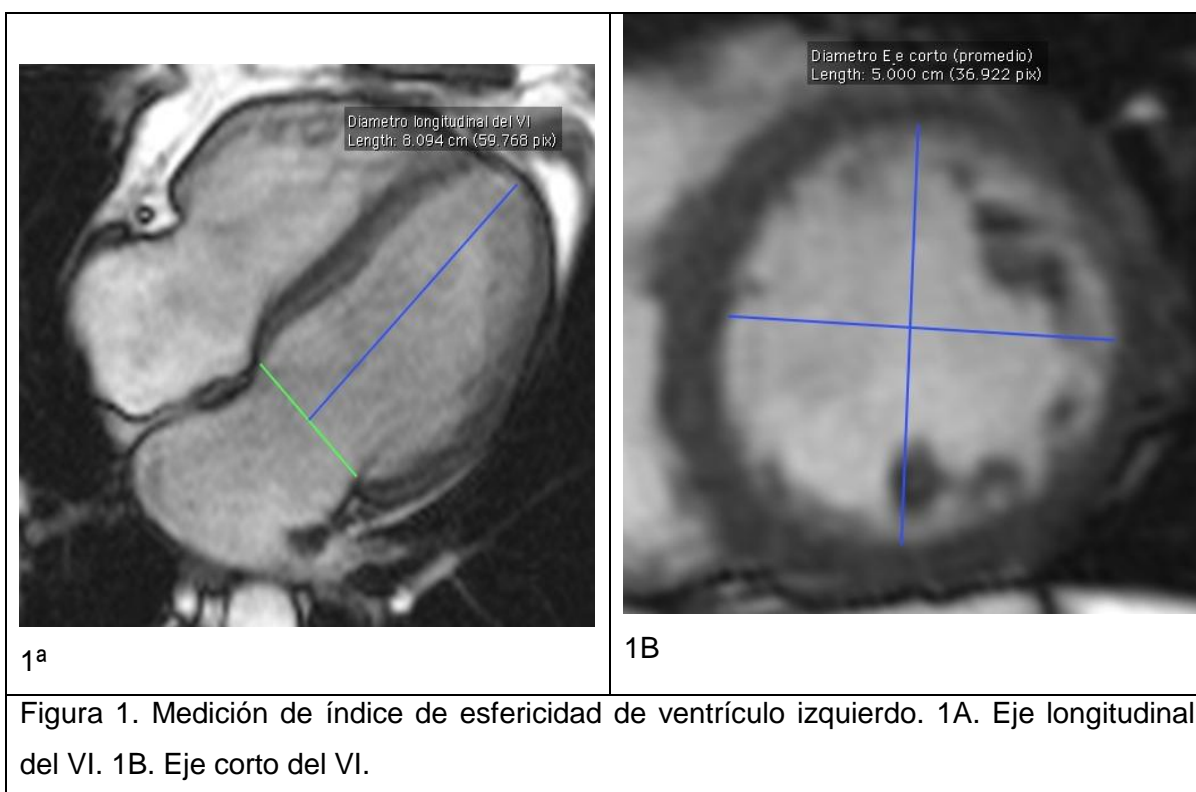 Diametro longitudinal del VI
Length: 8.094 cm (59.768 pix)
Diametro E e corto (promedio)
Length: 5.000 cm (36.922 pix)
1ª
1B
Figura 1. Medición de índice de esfericidad de ventrículo izquierdo. 1A. Eje longitudinal
del VI. 1B. Eje corto del VI.